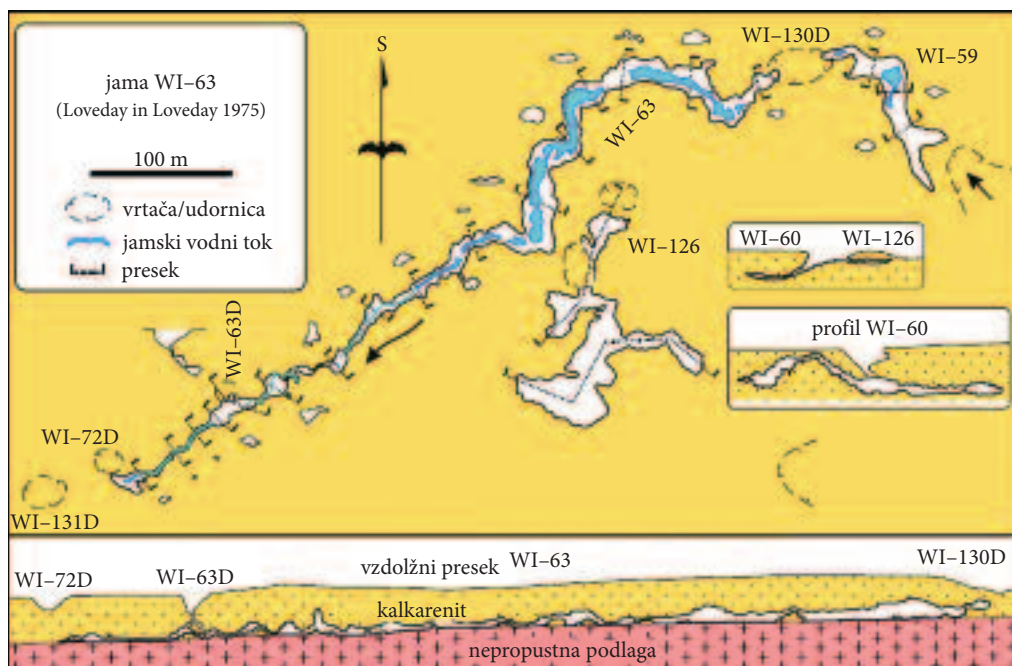 jama WI–63
(Loveday in Loveday 1975)
100 m
vrtača/udornica
jamski vodni tok
presek
S
WI–130D
WI–59
WI–63
WI–126
WI–60
WI–126
profil WI–60
WI–63D
WI–72D
WI–131D
WI–72D
WI–63D
vzdolžni presek
WI–63
WI–130D
kalkarenit
nepropustna podlaga